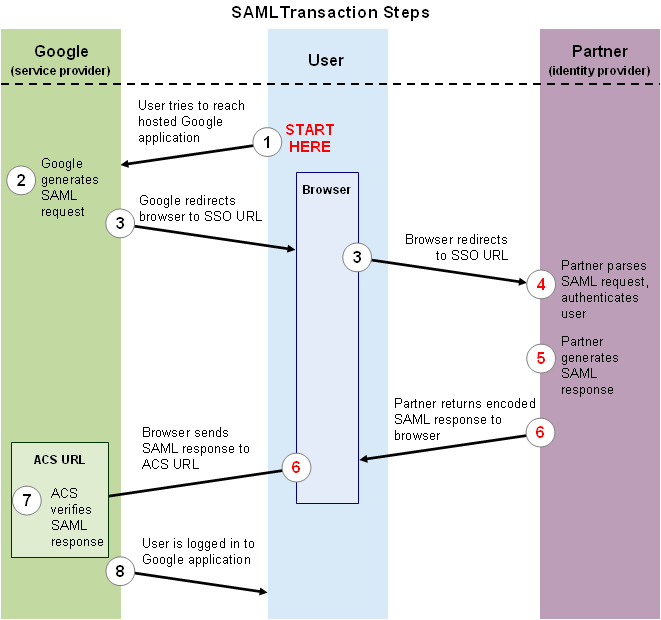 SAML Transaction Steps
Google
(service provider)
User
Partner
(identity provider)
User tries to reach
hosted Google
application
1
START
HERE
2
Google
generates
SAML
request
3
Google redirects
browser to SSO URL
Browser
3
Browser redirects
to SSO URL
4
Partner parses
SAML request,
authenticates
user
5
Partner
generates
SAML
response
6
Partner returns encoded
SAML response to
browser
6
Browser sends
SAML response to
ACS URL
ACS URL
7
ACS
verifies
SAML
response
8
User is logged in to
Google application